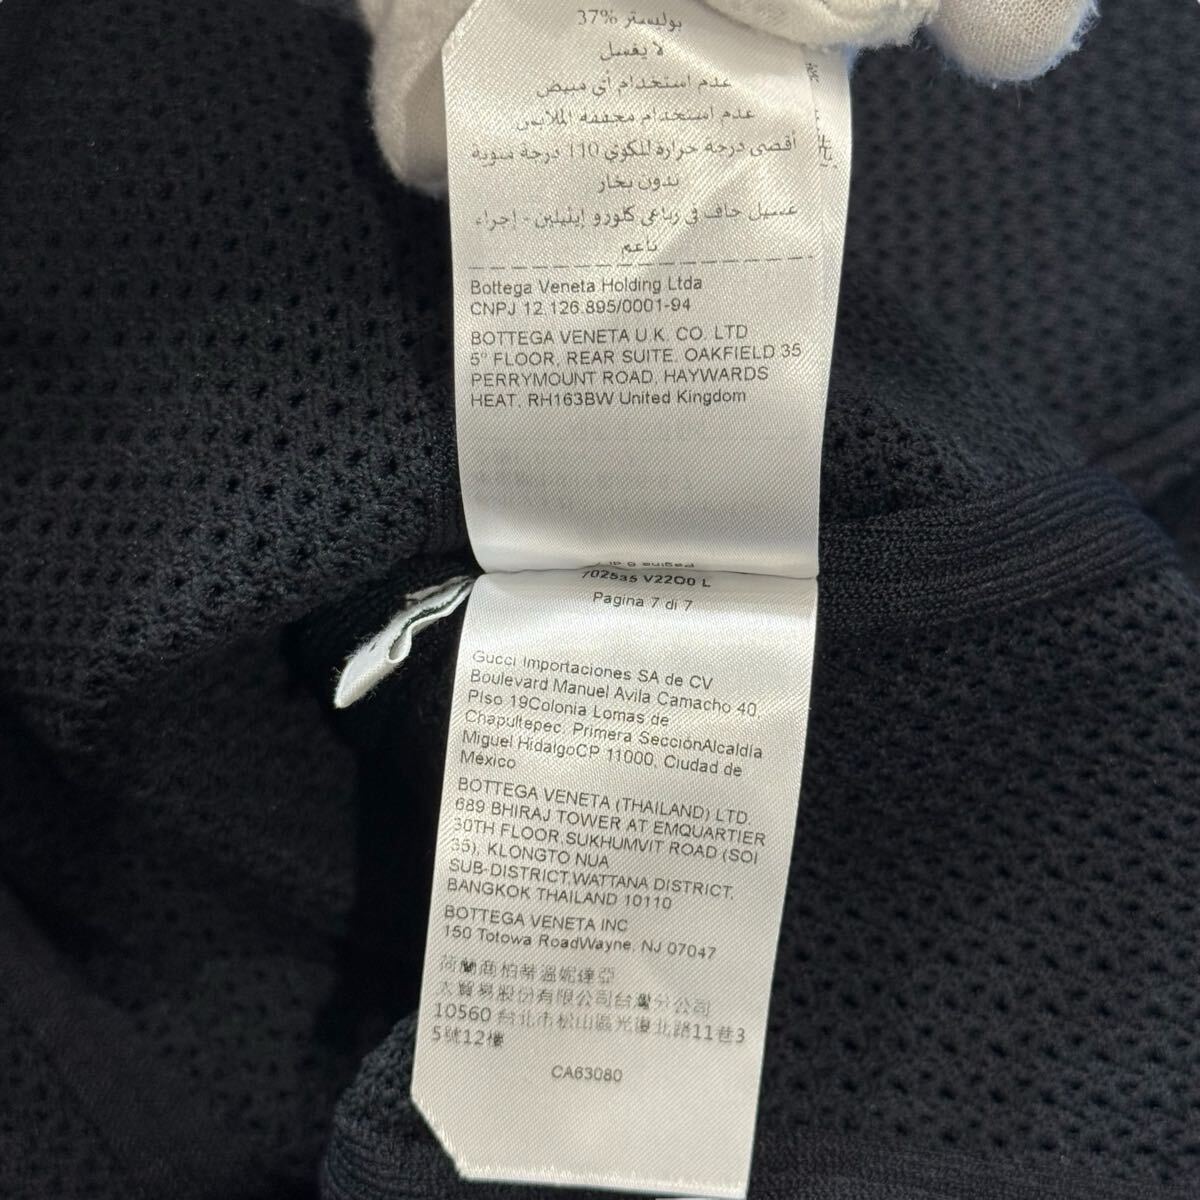 بوليستر %37
لا يغسل
عدم استخدام أي مبيض
عدم استخدام مجففه الملابس
أقصى درجة حرارة للكوي 110 درجة مئوية
بدون بخار
غسيل جاف في رباعي كلورو إيثيلين - إجراء
ناعم
Bottega Veneta Holding Ltda
CNPJ 12.126.895/0001-94
BOTTEGA VENETA U.K. CO. LTD
5° FLOOR, REAR SUITE, OAKFIELD 35
PERRYMOUNT ROAD, HAYWARDS
HEAT, RH163BW United Kingdom
702535 V22O0 L
Pagina 7 di 7
Gucci Importaciones SA de CV
Boulevard Manuel Avila Camacho 40
PIso 19Colonia Lomas de
Chapultepec, Primera SecciónAlcaldía
Miguel HidalgoCP 11000, Ciudad de
México
BOTTEGA VENETA (THAILAND) LTD.
689 BHIRAJ TOWER AT EMQUARTIER
30TH FLOOR,SUKHUMVIT ROAD (SOI
35), KLONGTO NUA
SUB-DISTRICT,WATTANA DISTRICT,
BANGKOK THAILAND 10110
BOTTEGA VENETA INC
150 Totowa RoadWayne, NJ 07047
荷蘭商柏蒂溫妮達亞
太貿易股份有限公司台灣分公司
10560 台北市松山區光復北路11巷3
5號12樓
CA63080